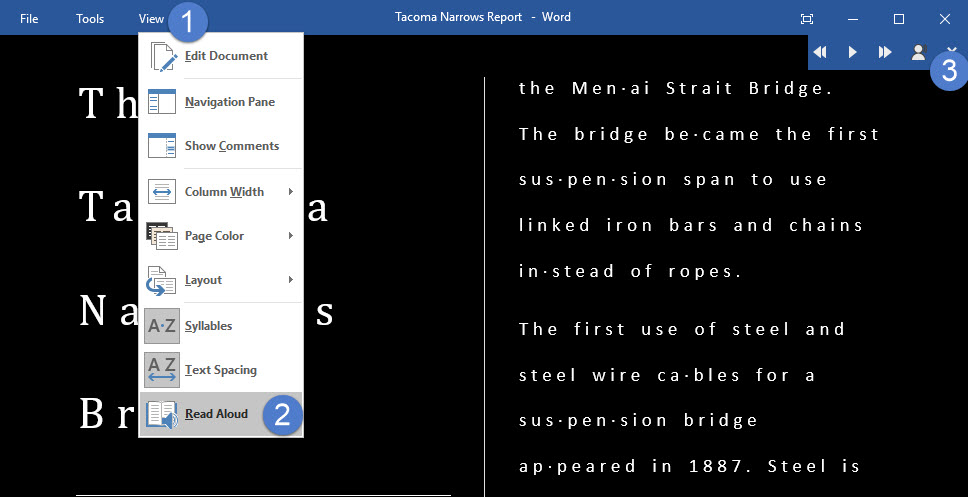 File Tools View 1 Tacoma Narrows Report - Word
Edit Document
Navigation Pane
Show Comments
Column Width
Page Color
Layout
A·Z Syllables
A Z Text Spacing
Read Aloud 2
3
Th
Ta a
Na s
Br
the Men·ai Strait Bridge.
The bridge be·came the first
sus·pen·sion span to use
linked iron bars and chains
in·stead of ropes.
The first use of steel and
steel wire ca·bles for a
sus·pen·sion bridge
ap·peared in 1887. Steel is